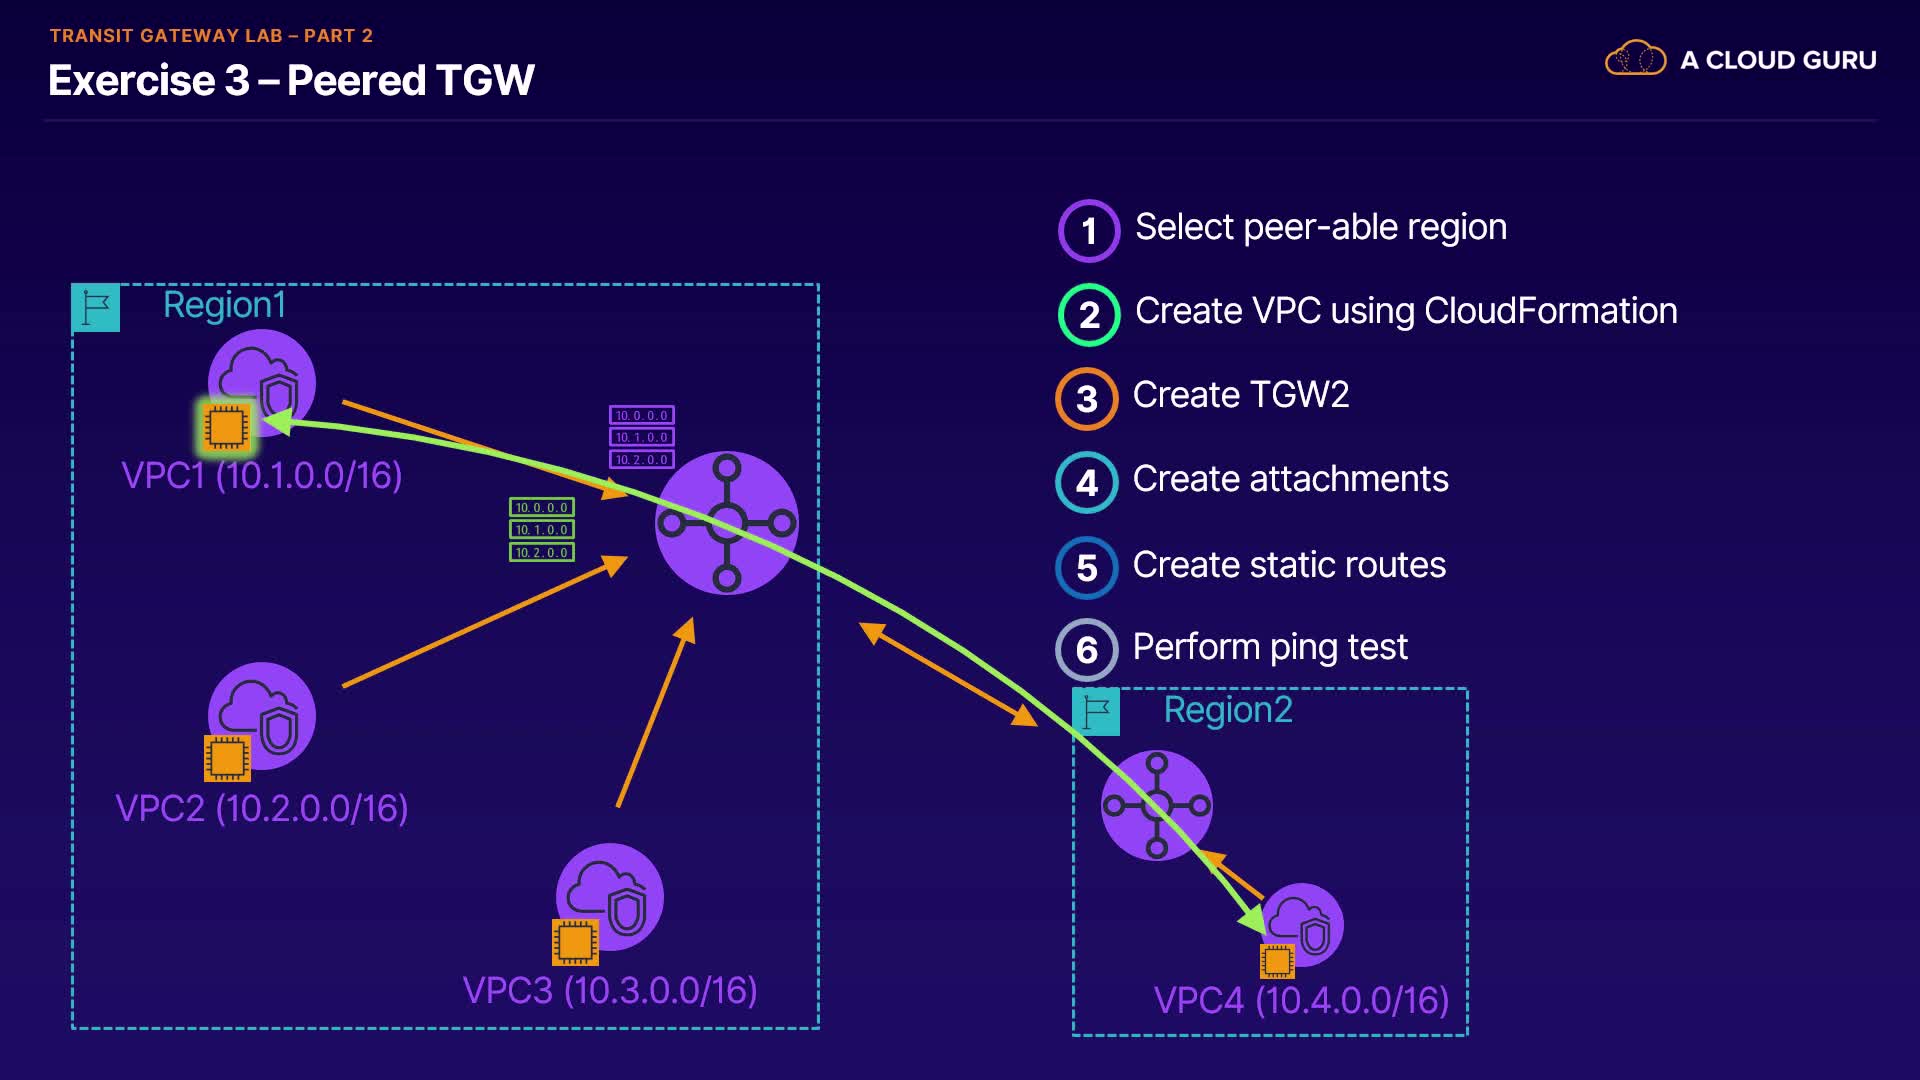 TRANSIT GATEWAY LAB – PART 2
Exercise 3 – Peered TGW
A CLOUD GURU
1 Select peer-able region
2 Create VPC using CloudFormation
3 Create TGW2
4 Create attachments
5 Create static routes
6 Perform ping test
Region1
VPC1 (10.1.0.0/16)
10.0.0.0
10.1.0.0
10.2.0.0
10.0.0.0
10.1.0.0
10.2.0.0
VPC2 (10.2.0.0/16)
VPC3 (10.3.0.0/16)
Region2
VPC4 (10.4.0.0/16)